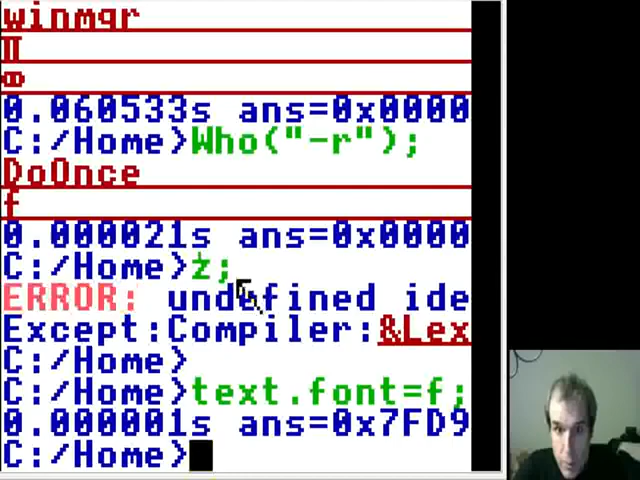 winmgr
π
∞
0.060533s ans=0x0000
C:/Home>Who("-r");
DoOnce
f
0.000021s ans=0x0000
C:/Home>ż;
ERROR: undefined ide
Except:Compiler:&Lex
C:/Home>
C:/Home>text.font=f;
0.000001s ans=0x7FD9
C:/Home>